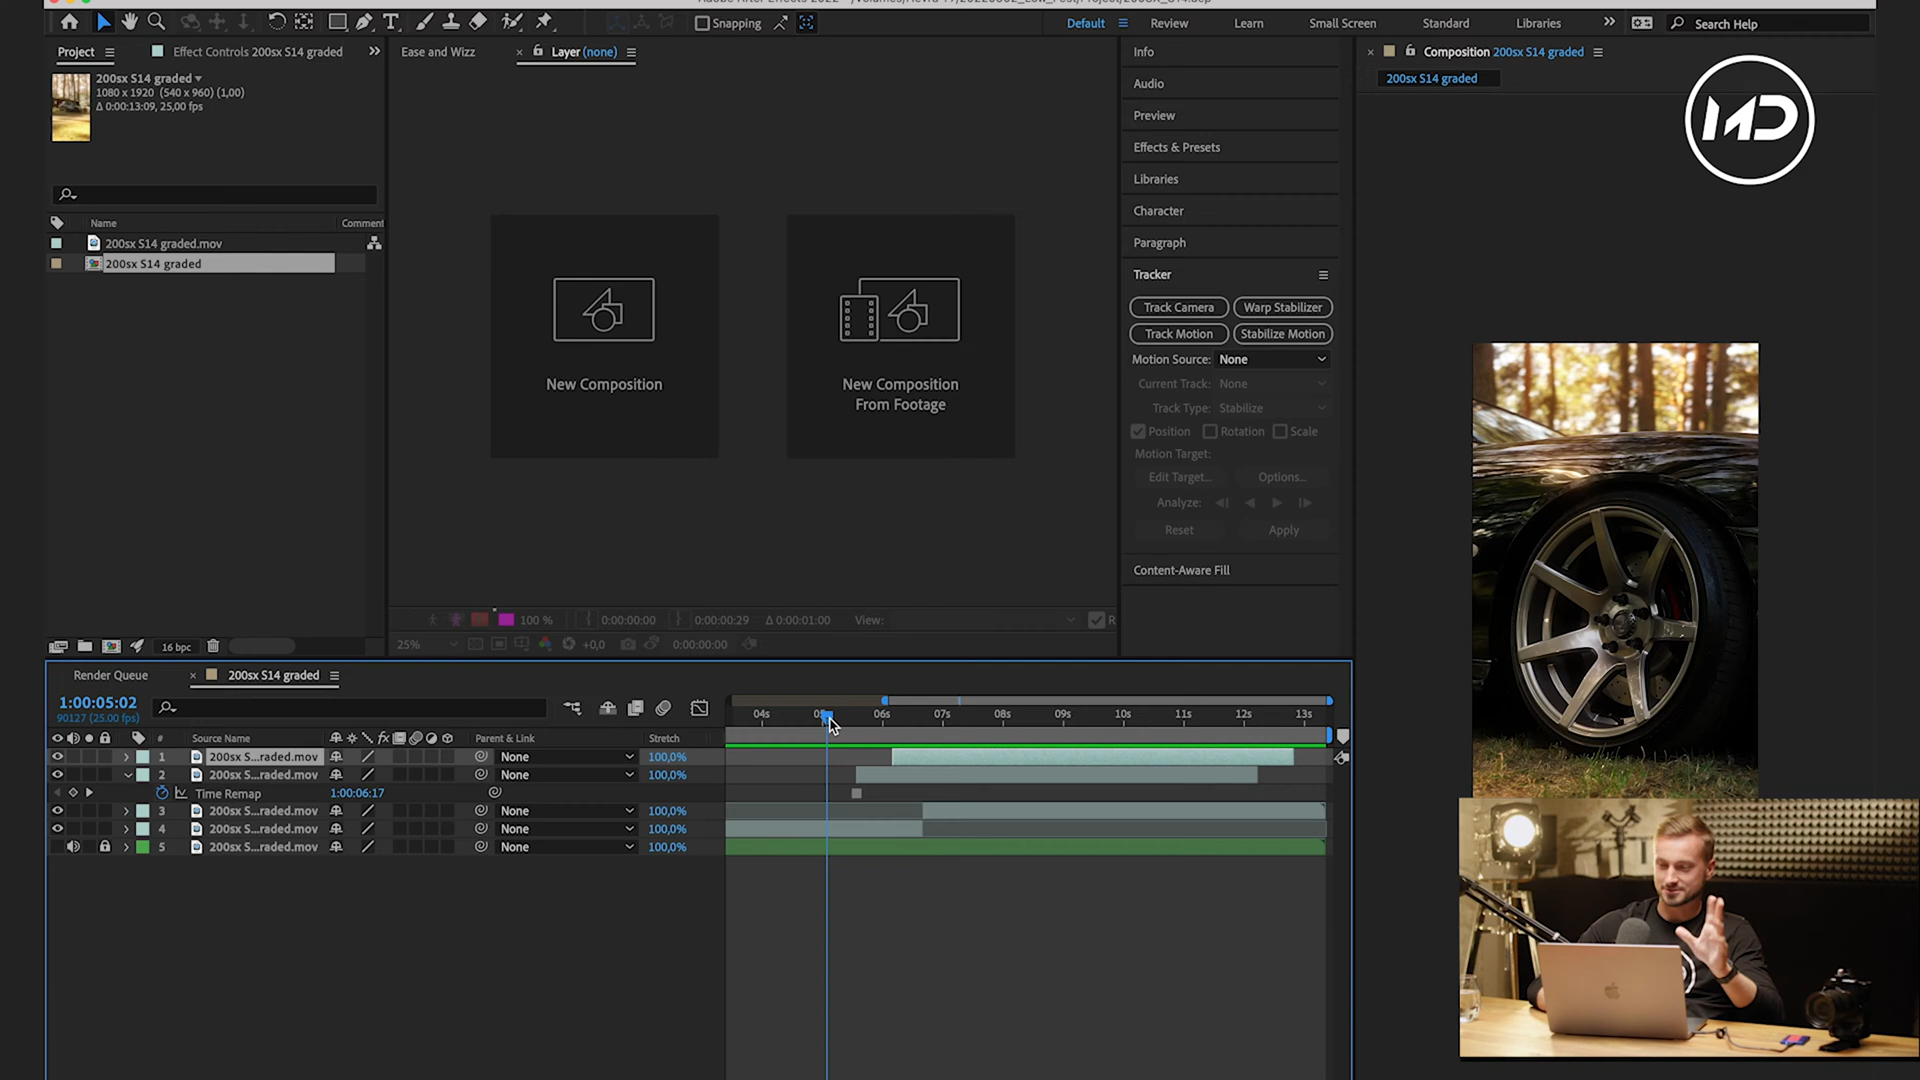 Snapping
Default
Review
Learn
Small Screen
Standard
Libraries
Search Help
Project
Effect Controls 200sx S14 graded
200sx S14 graded
1080 x 1920 (540 x 960) (1,00)
Δ 0:00:13:09, 25,00 fps
Name
Comment
200sx S14 graded.mov
200sx S14 graded
16 bpc
Ease and Wizz
Layer (none)
New Composition
New Composition
From Footage
100 %
0:00:00:00
0:00:00:29
Δ 0:00:01:00
View:
25%
+0,0
0:00:00:00
Info
Audio
Preview
Effects & Presets
Libraries
Character
Paragraph
Tracker
Track Camera
Warp Stabilizer
Track Motion
Stabilize Motion
Motion Source: None
Current Track: None
Track Type: Stabilize
Position
Rotation
Scale
Motion Target:
Edit Target...
Options...
Analyze:
Reset
Apply
Content-Aware Fill
Composition 200sx S14 graded
200sx S14 graded
MD
Render Queue
200sx S14 graded
1:00:05:02
90127 (25.00 fps)
04s
06s
07s
08s
09s
10s
11s
12s
13s
# Source Name
Parent & Link
Stretch
1 200sx S...raded.mov None 100,0%
2 200sx S...raded.mov None 100,0%
Time Remap 1:00:06:17
3 200sx S...raded.mov None 100,0%
4 200sx S...raded.mov None 100,0%
5 200sx S...raded.mov None 100,0%